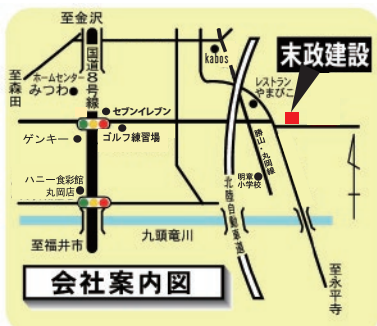 至金沢
国道8号線
kabos
末政建設
至森田
ホームセンター
みつわ
レストラン
やまびこ
セブンイレブン
ゲンキー
ゴルフ練習場
勝山・丸岡線
ハニー食彩館
丸岡店
明章
小学校
北陸自動車道
至福井市
九頭竜川
会社案内図
至永平寺